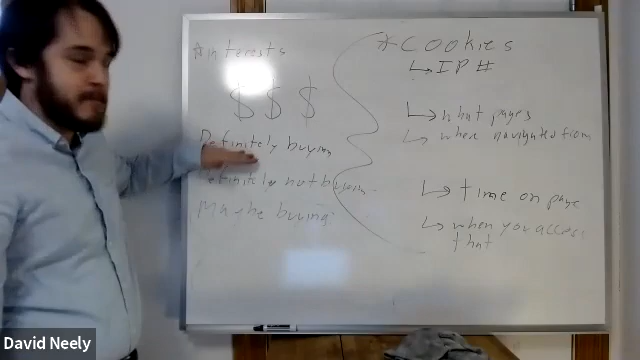 *interests
$ $ $
Definitely buying
Definitely not buying
Maybe buying
*Cookies
↳ IP #
↳ what pages
↳ when navigated from
↳ time on page
↳ when you access
that
David Neely